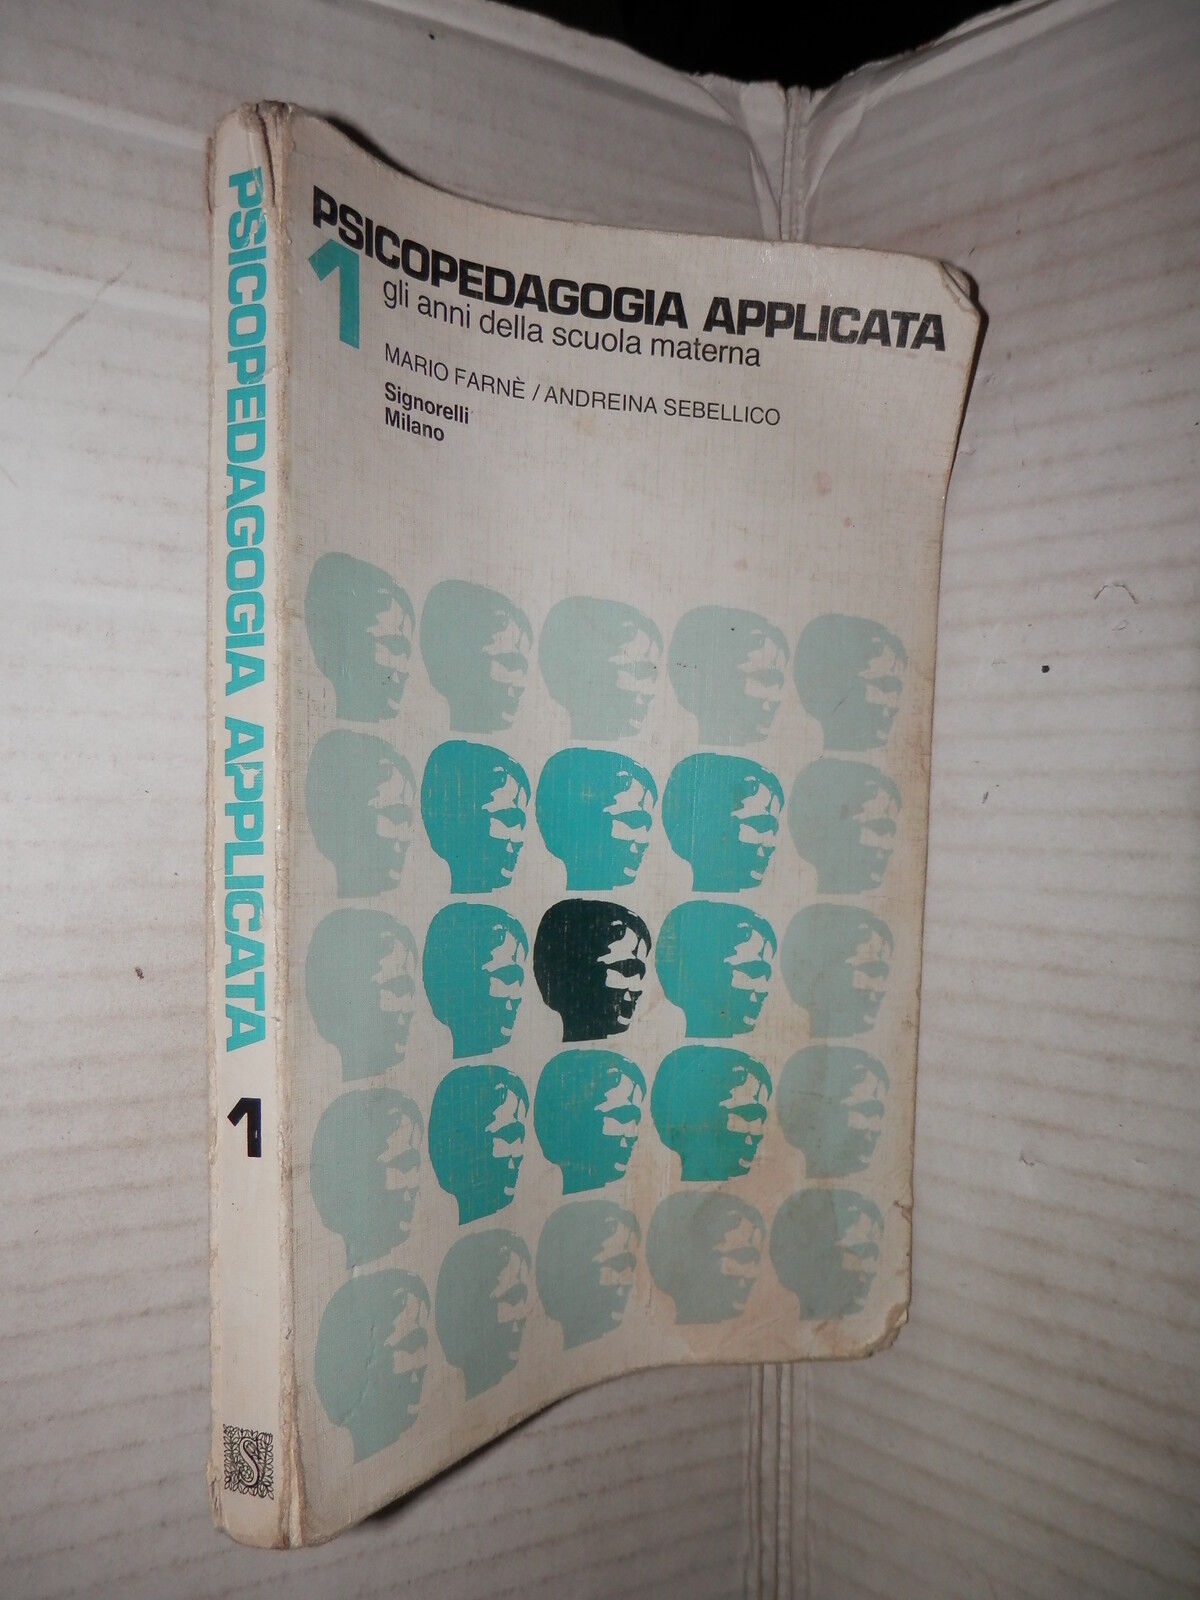 PSICOPEDAGOGIA APPLICATA
1
S
PSICOPEDAGOGIA APPLICATA
1
gli anni della scuola materna
MARIO FARNÈ / ANDREINA SEBELLICO
Signorelli
Milano